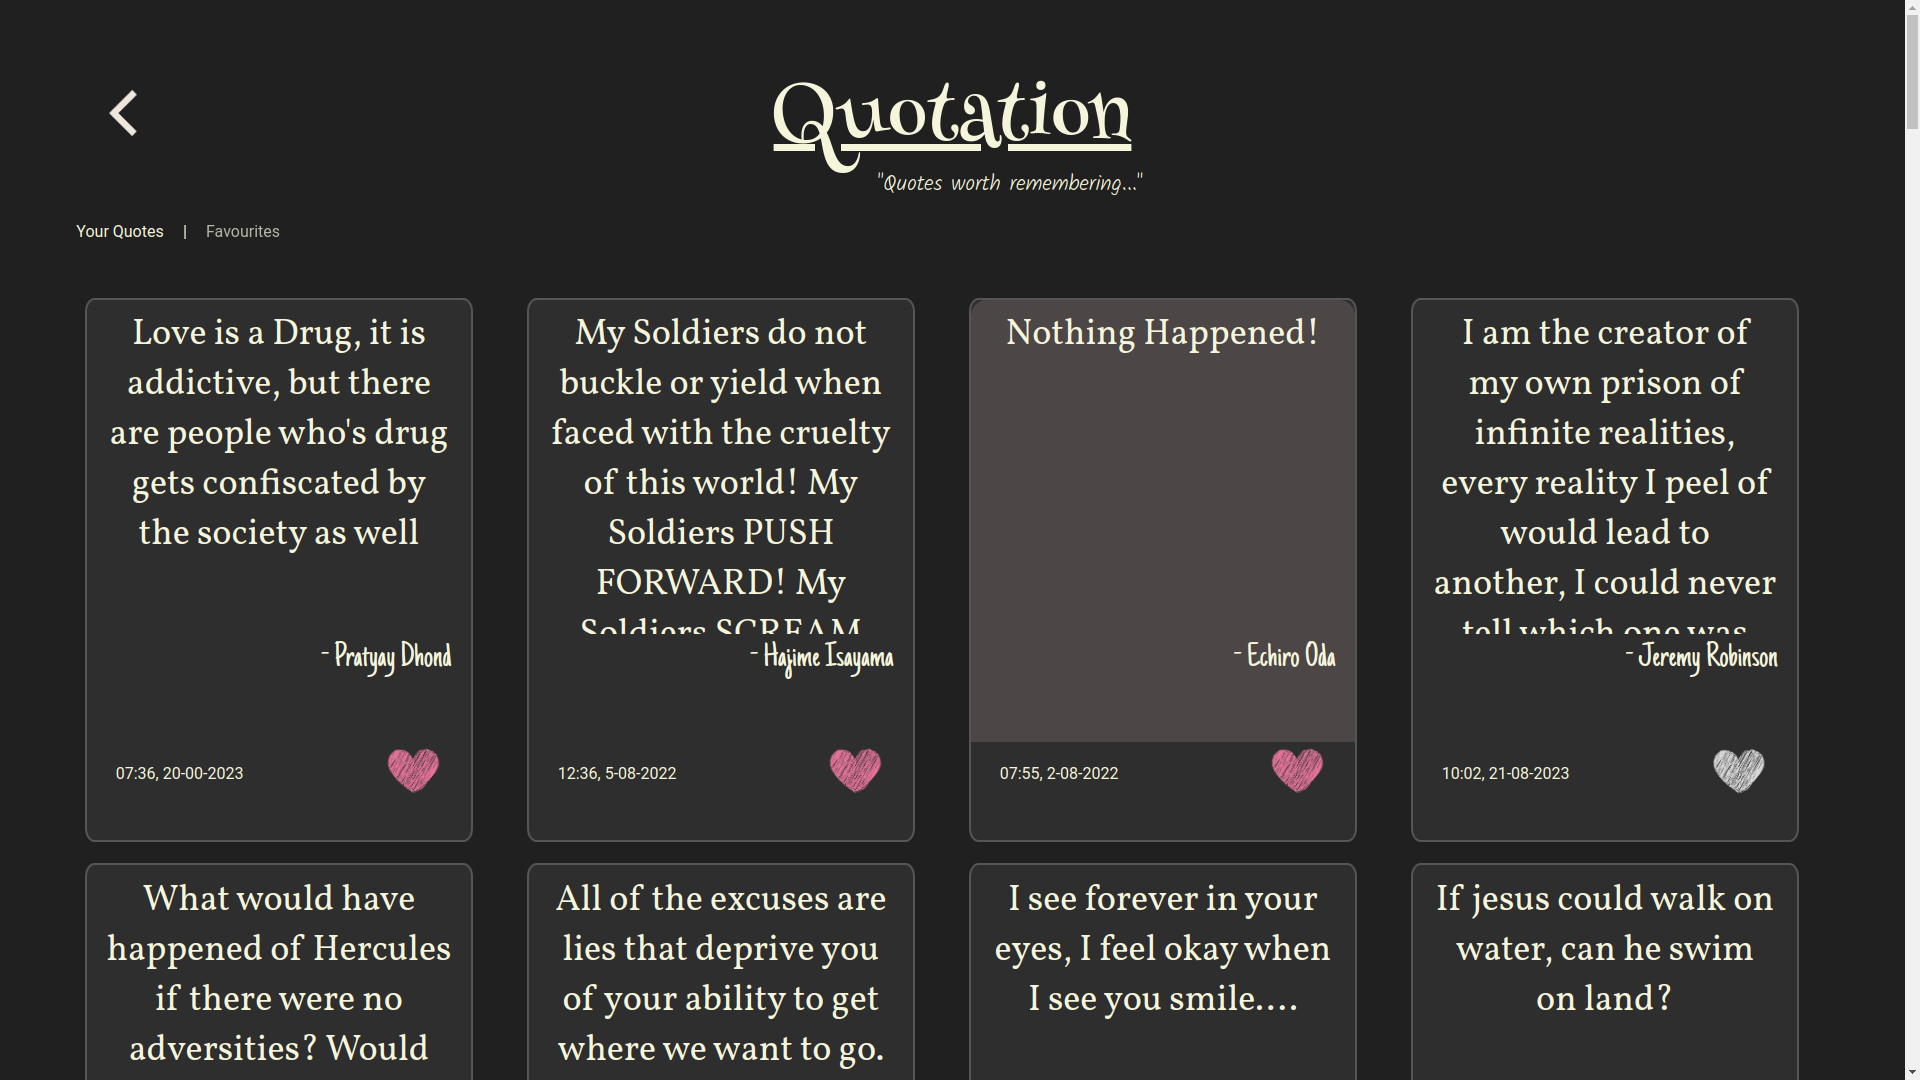 Quotation
"Quotes worth remembering..."
Your Quotes | Favourites
Love is a Drug, it is
addictive, but there
are people who's drug
gets confiscated by
the society as well
- Pratyay Dhond
07:36, 20-00-2023
My Soldiers do not
buckle or yield when
faced with the cruelty
of this world! My
Soldiers PUSH
FORWARD! My
Soldiers SCREAM
- Hajime Isayama
12:36, 5-08-2022
Nothing Happened!
- Echiro Oda
07:55, 2-08-2022
I am the creator of
my own prison of
infinite realities,
every reality I peel of
would lead to
another, I could never
tell which one was
- Jeremy Robinson
10:02, 21-08-2023
What would have
happened of Hercules
if there were no
adversities? Would
All of the excuses are
lies that deprive you
of your ability to get
where we want to go.
I see forever in your
eyes, I feel okay when
I see you smile....
If jesus could walk on
water, can he swim
on land?